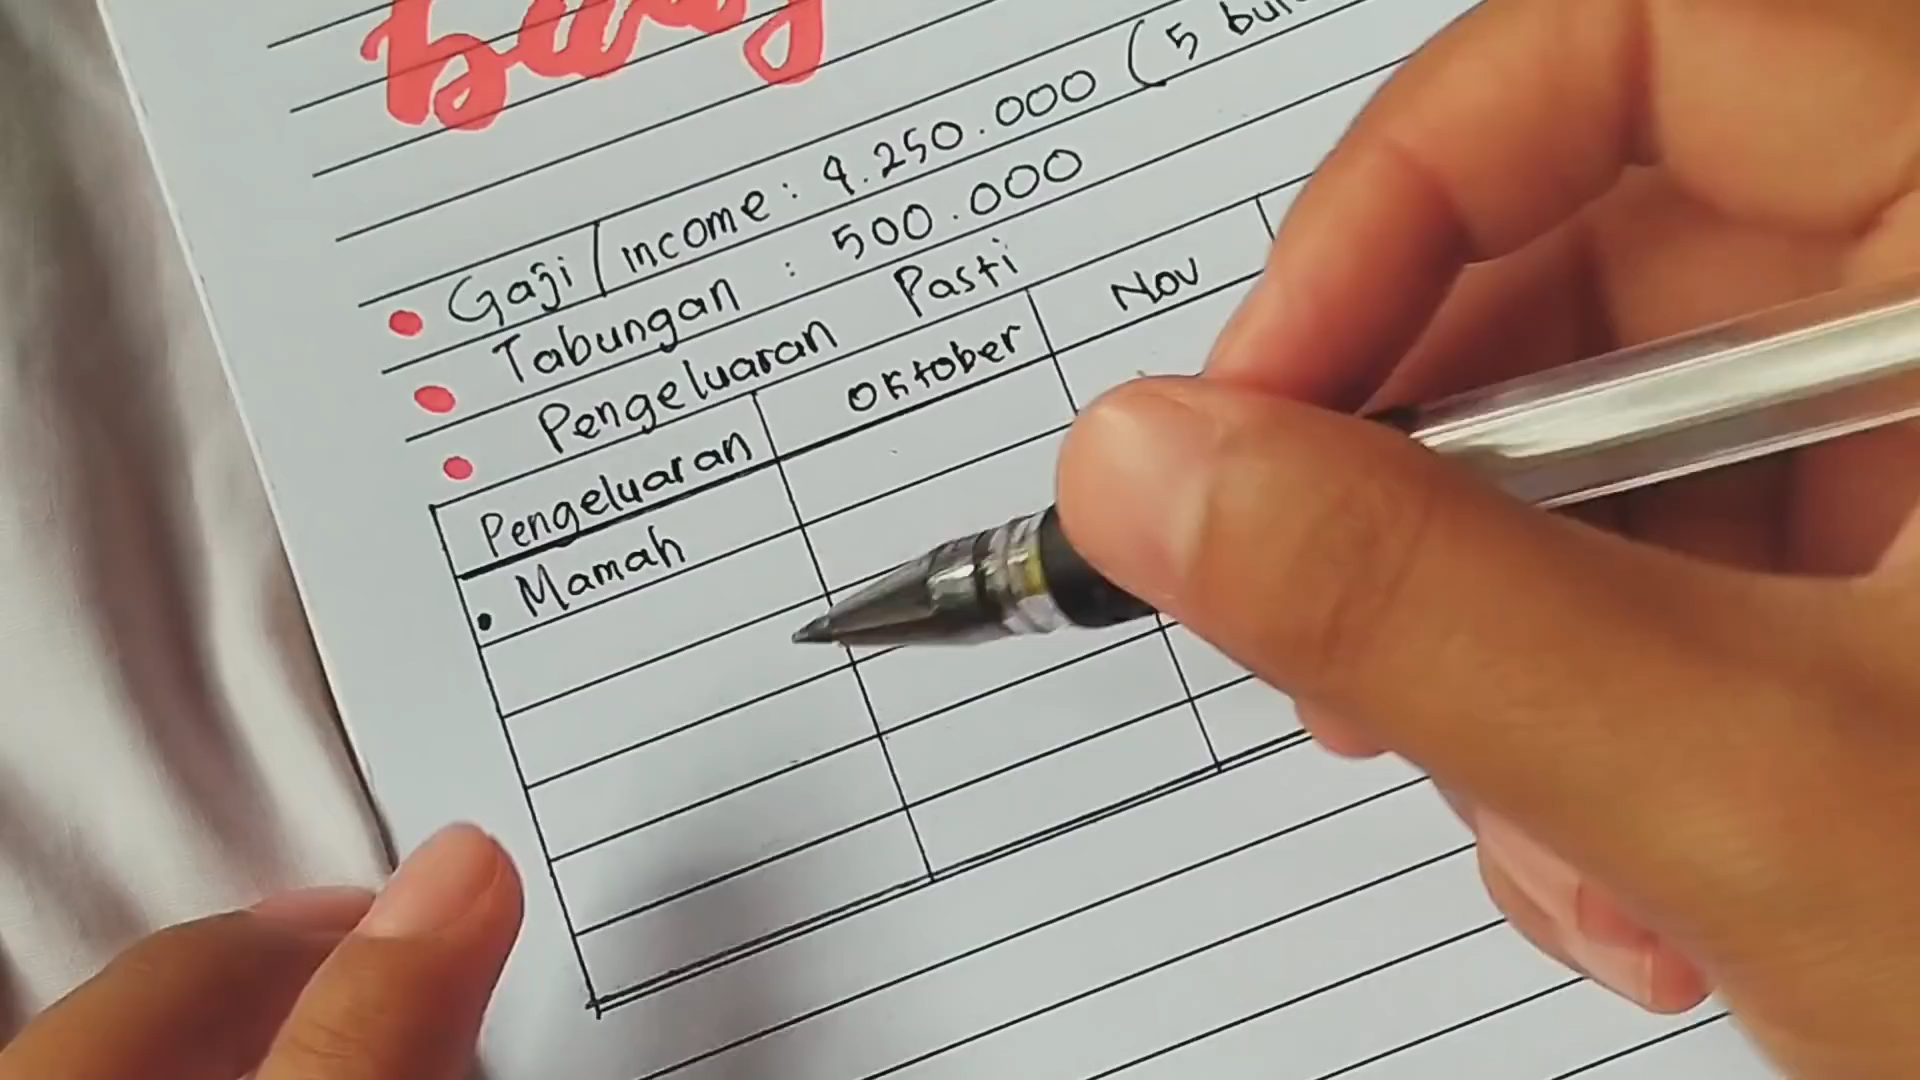 Gaji/income : 4.250.000 (5
Tabungan : 500.000
Pengeluaran Pasti
Pengeluaran Oktober Nov
Mamah